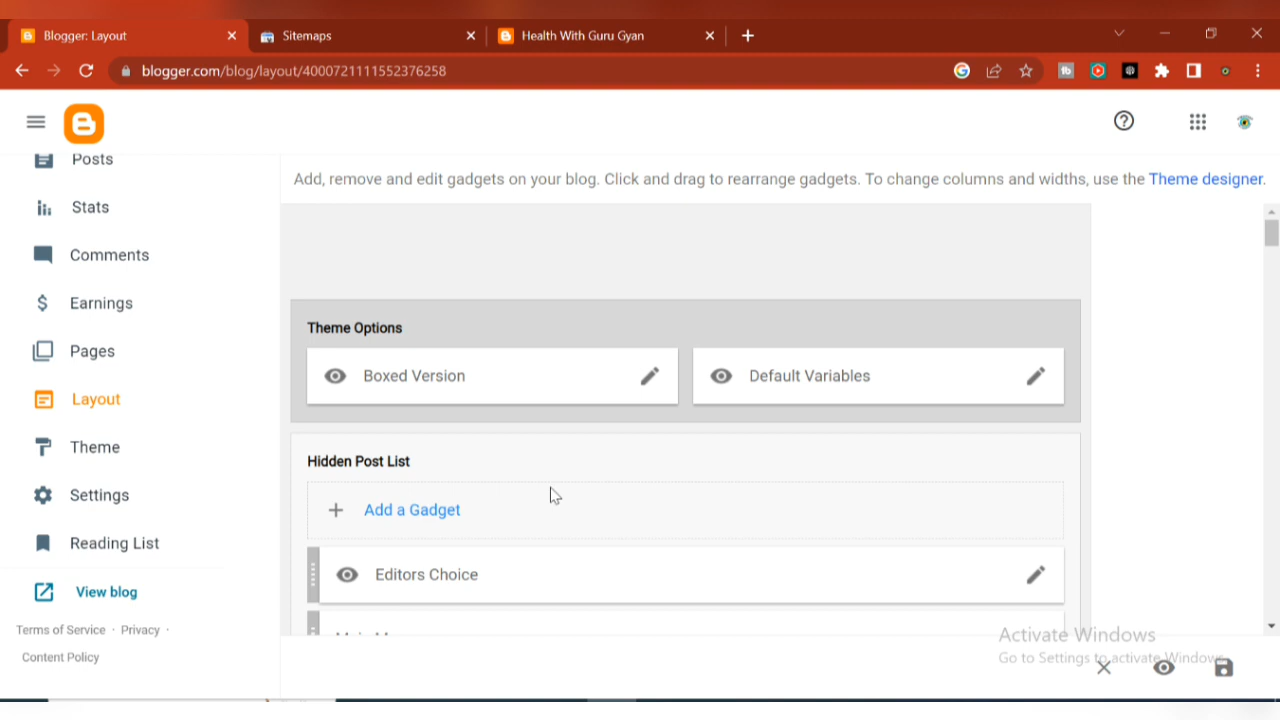 Blogger: Layout
Sitemaps
Health With Guru Gyan
blogger.com/blog/layout/4000721111552376258
Posts
Stats
Comments
Earnings
Pages
Layout
Theme
Settings
Reading List
View blog
Terms of Service · Privacy ·
Content Policy
Add, remove and edit gadgets on your blog. Click and drag to rearrange gadgets. To change columns and widths, use the Theme designer.
Theme Options
Boxed Version
Default Variables
Hidden Post List
Add a Gadget
Editors Choice
Activate Windows
Go to Settings to activate Windows.